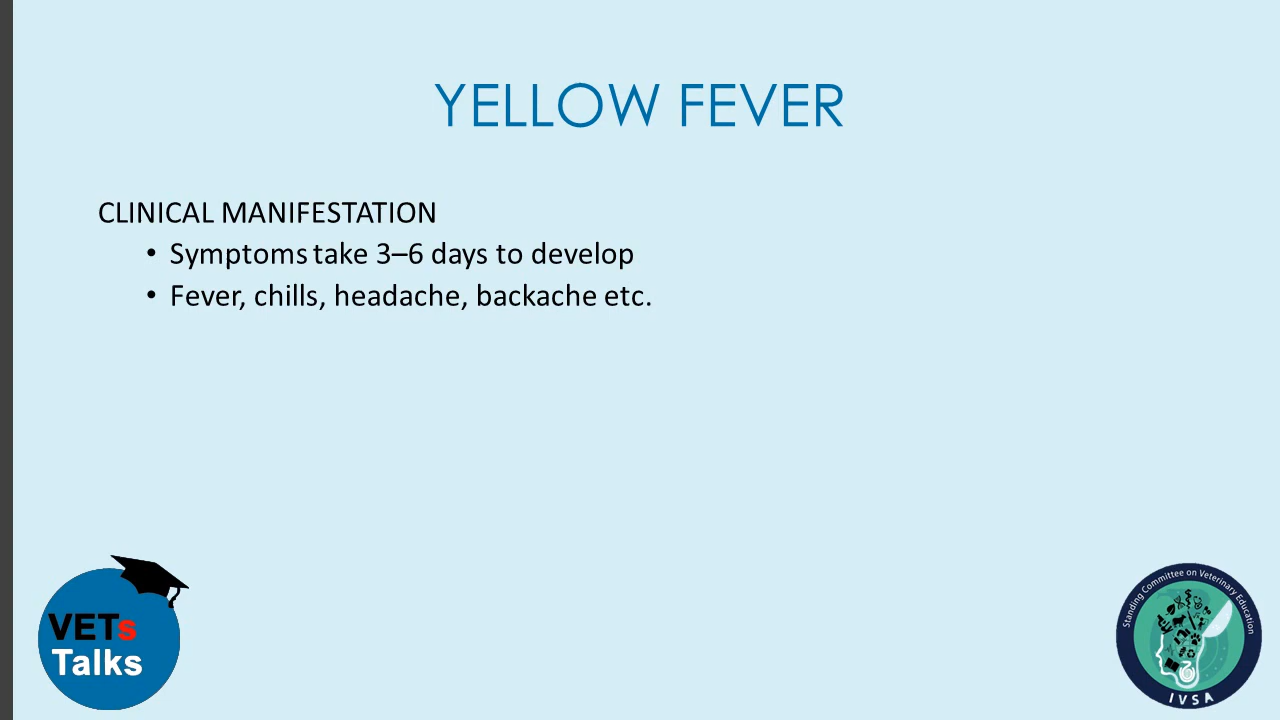 YELLOW FEVER
CLINICAL MANIFESTATION
• Symptoms take 3–6 days to develop
• Fever, chills, headache, backache etc.
VETs
Talks
Standing Committee on Veterinary Education
IVSA